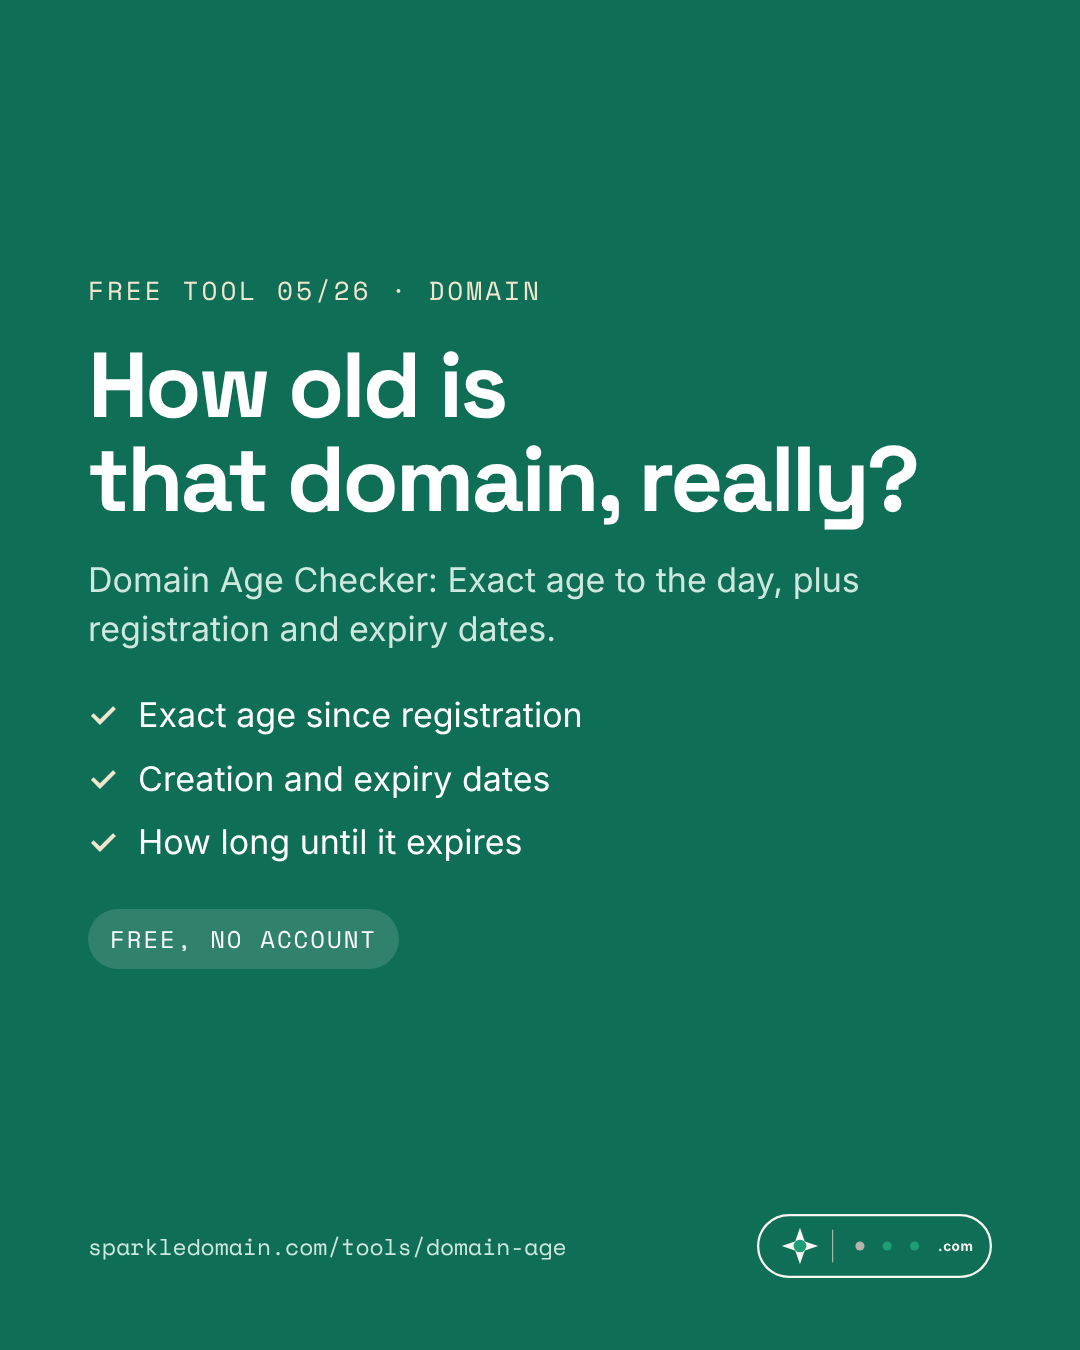 FREE TOOL 05/26 · DOMAIN
How old is
that domain, really?
Domain Age Checker: Exact age to the day, plus
registration and expiry dates.
Exact age since registration
Creation and expiry dates
How long until it expires
FREE, NO ACCOUNT
sparkledomain.com/tools/domain-age
.com